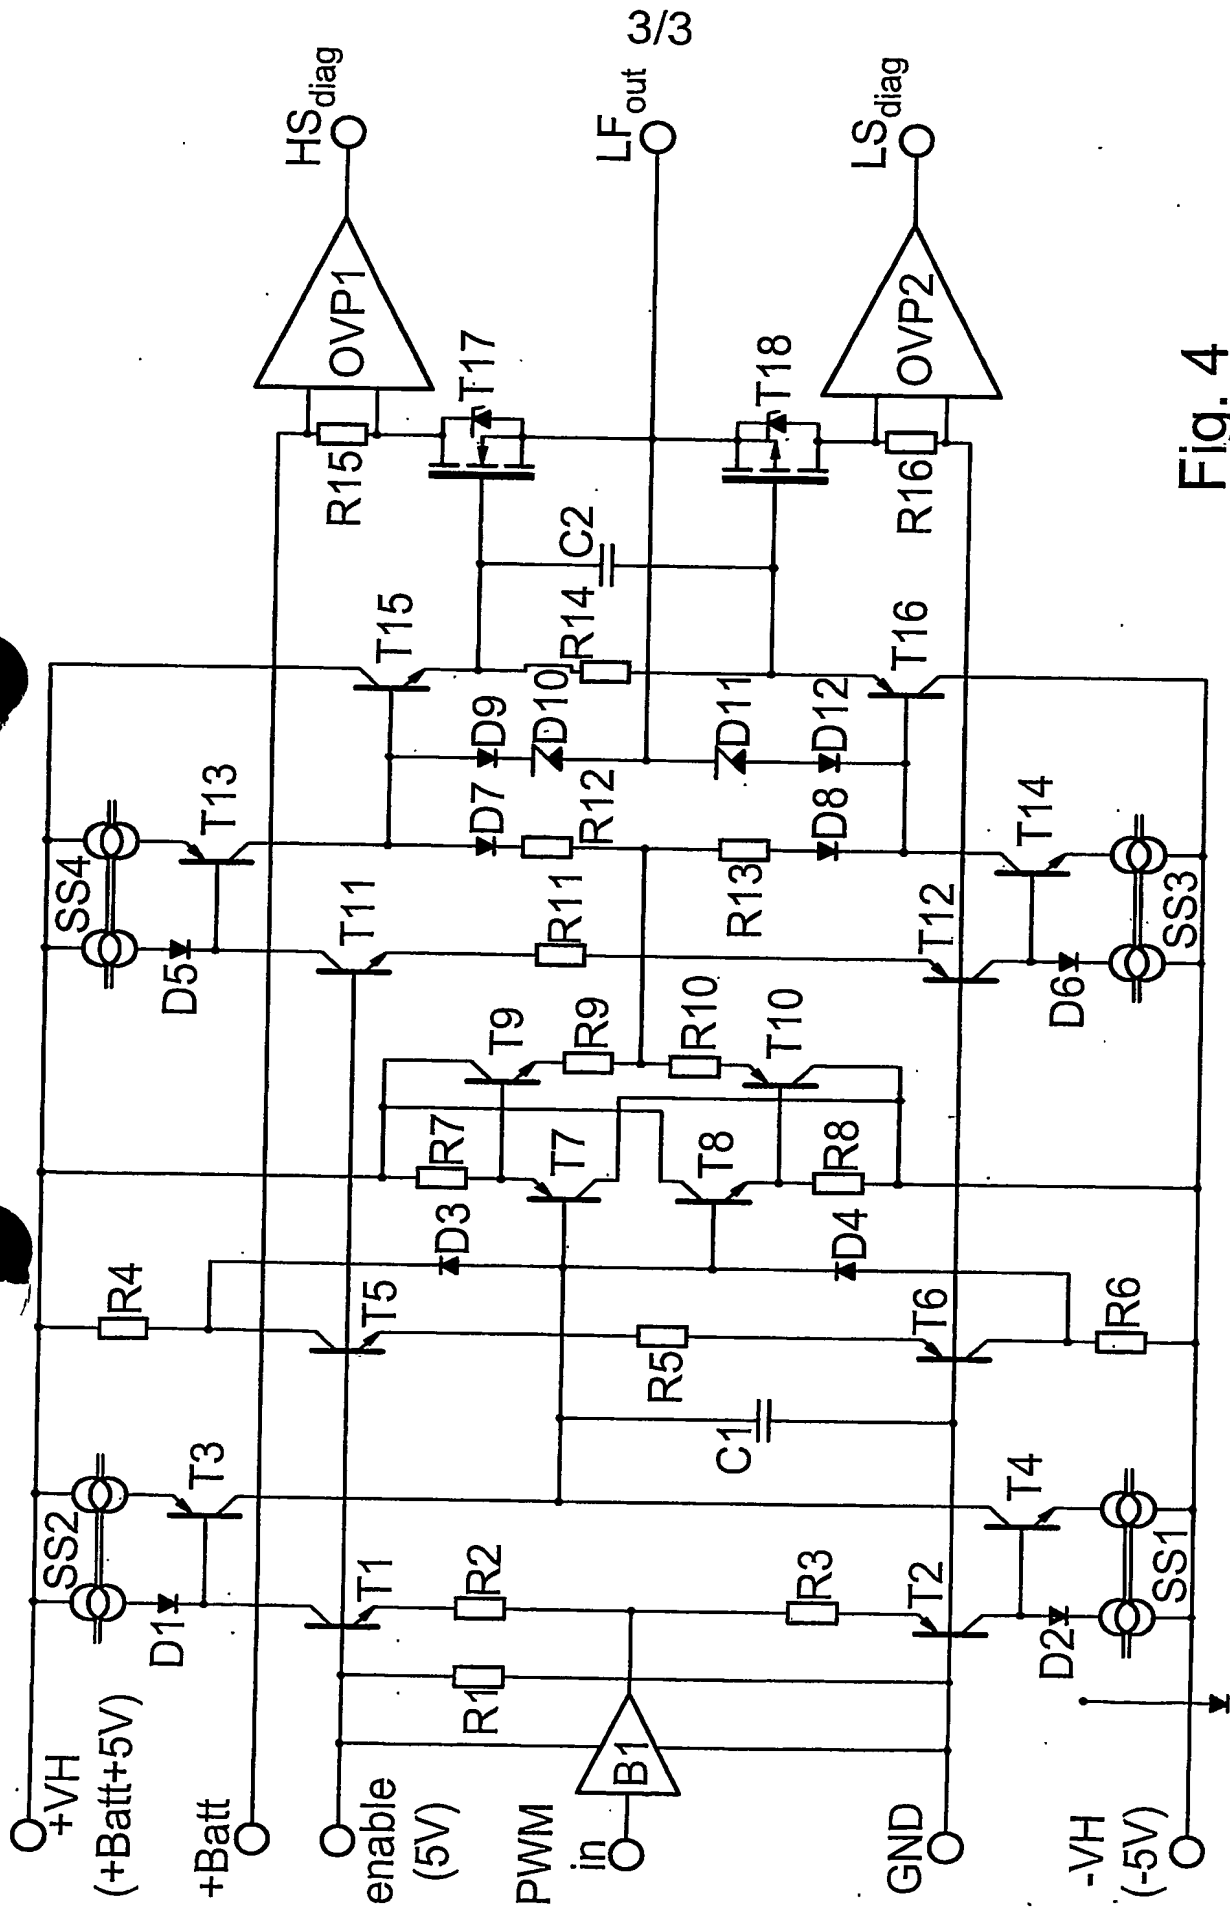 3/3
+VH
(+Batt+5V)
+Batt
enable
(5V)
PWM
in
GND
-VH
(-5V)
B1
R1
SS2
D1
T3
T1
R2
R3
T2
T4
D2
SS1
C1
R4
T5
R5
T6
R6
D3
D4
R7
T7
T8
R8
T9
R9
R10
T10
SS4
D5
T13
T11
R11
T12
D6
T14
SS3
D7
R12
R13
D8
D9
D10
D11
D12
T15
R14
T16
C2
R15
T17
T18
R16
OVP1
OVP2
HSdiag
LFout
LSdiag
Fig. 4